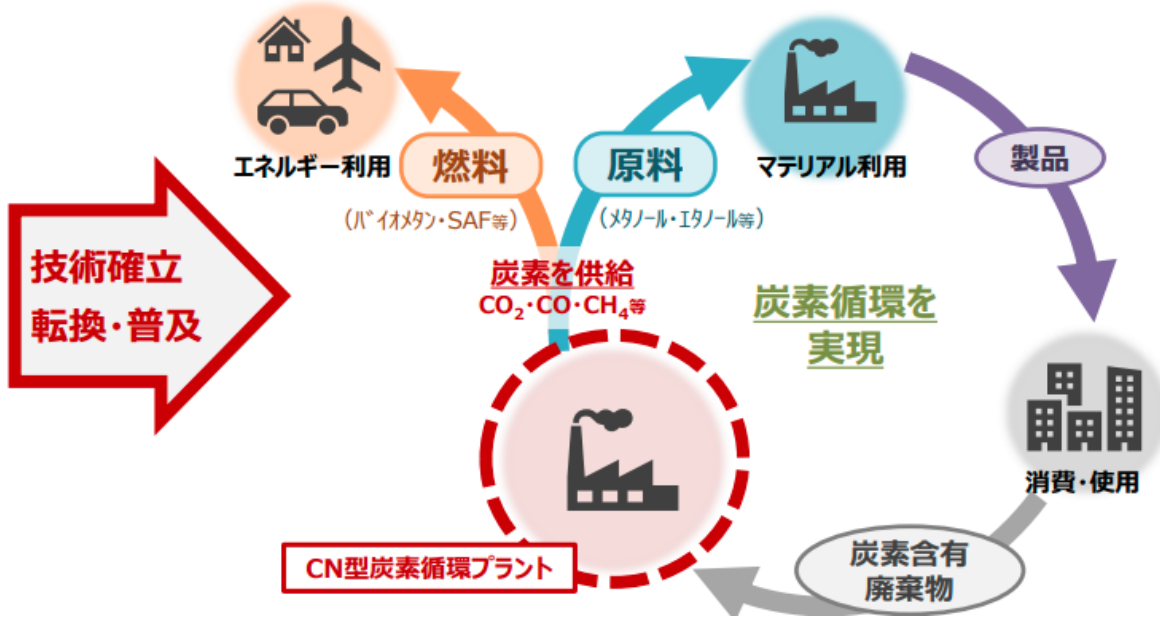 エネルギー利用
燃料
(バイオメタン・SAF等)
原料
(メタノール・エタノール等)
マテリアル利用
製品
技術確立
転換・普及
炭素を供給
CO₂・CO・CH₄等
炭素循環を
実現
消費・使用
CN型炭素循環プラント
炭素含有
廃棄物